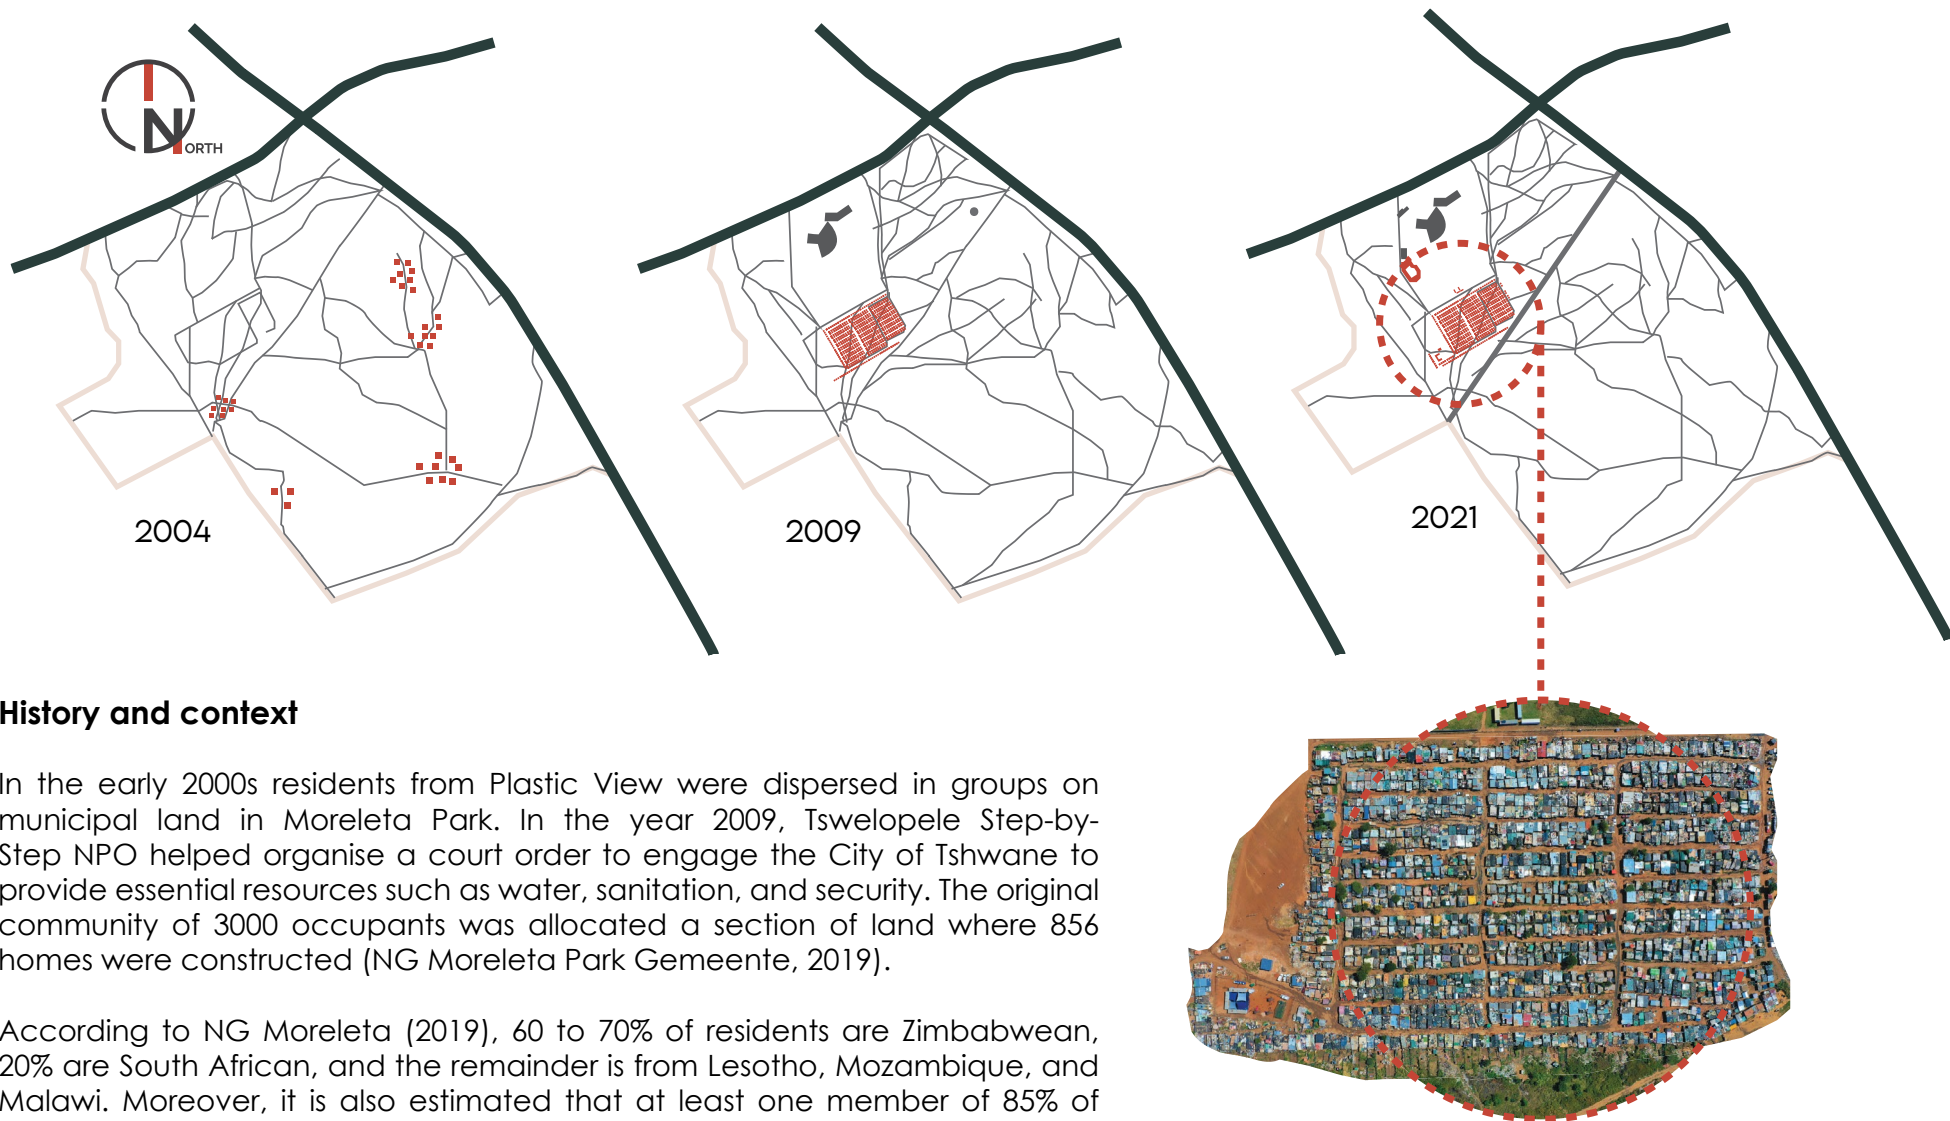 NORTH
2004
2009
2021
History and context
In the early 2000s residents from Plastic View were dispersed in groups on
municipal land in Moreleta Park. In the year 2009, Tswelopele Step-by-
Step NPO helped organise a court order to engage the City of Tshwane to
provide essential resources such as water, sanitation, and security. The original
community of 3000 occupants was allocated a section of land where 856
homes were constructed (NG Moreleta Park Gemeente, 2019).
According to NG Moreleta (2019), 60 to 70% of residents are Zimbabwean,
20% are South African, and the remainder is from Lesotho, Mozambique, and
Malawi. Moreover, it is also estimated that at least one member of 85% of